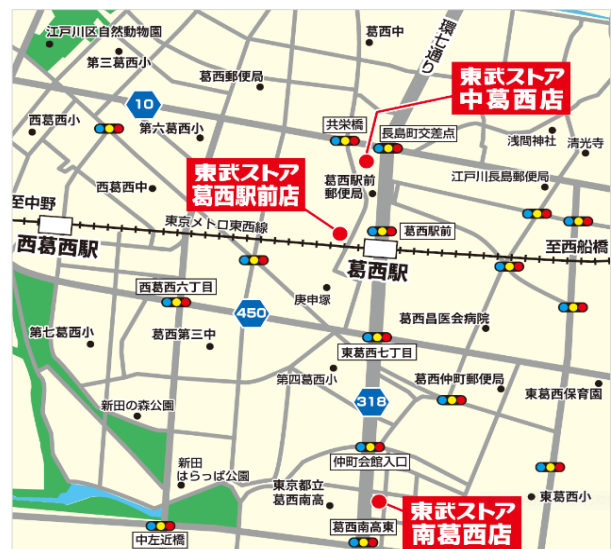 江戸川区自然動物園
第三葛西小
葛西中
環七通り
葛西郵便局
東武ストア
中葛西店
10
西葛西小
第六葛西小
共栄橋
長島町交差点
浅間神社
清光寺
東武ストア
葛西駅前店
葛西駅前
郵便局
江戸川長島郵便局
西葛西中
至中野
東京メトロ東西線
葛西駅前
至西船橋
西葛西駅
葛西駅
西葛西六丁目
庚申塚
450
葛西昌医会病院
第七葛西小
葛西第三中
東葛西七丁目
第四葛西小
葛西仲町郵便局
東葛西保育園
新田の森公園
318
仲町会館入口
新田
はらっぱ公園
東京都立
葛西南高
東武ストア
南葛西店
東葛西小
中左近橋
葛西南高東